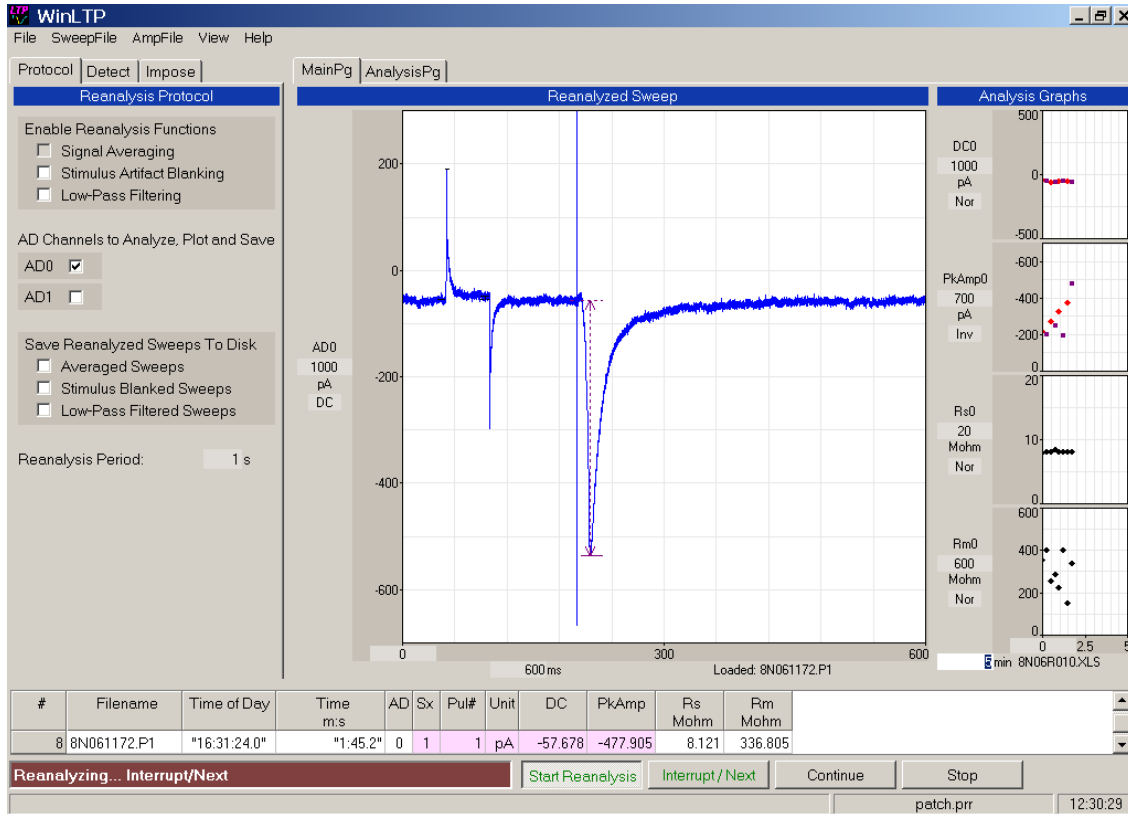 LTP WinLTP
File SweepFile AmpFile View Help
Protocol Detect Impose MainPg AnalysisPg
Reanalysis Protocol
Enable Reanalysis Functions
Signal Averaging
Stimulus Artifact Blanking
Low-Pass Filtering
AD Channels to Analyze, Plot and Save
AD0
AD1
Save Reanalyzed Sweeps To Disk
Averaged Sweeps
Stimulus Blanked Sweeps
Low-Pass Filtered Sweeps
Reanalysis Period: 1 s
Reanalyzed Sweep
200
0
-200
-400
-600
AD0
1000
pA
DC
0 300 600
600 ms Loaded: 8N061172.P1
Analysis Graphs
DC0
1000
pA
Nor
500
0
-500
PkAmp0
700
pA
Inv
-600
-400
-200
0
Rs0
20
Mohm
Nor
20
10
0
Rm0
600
Mohm
Nor
600
400
200
0
0 2.5 5
5 min 8N06R010.XLS
# Filename Time of Day Time m:s AD Sx Pul# Unit DC PkAmp Rs Mohm Rm Mohm
8 8N061172.P1 "16:31:24.0" "1:45.2" 0 1 1 pA -57.678 -477.905 8.121 336.805
Reanalyzing... Interrupt/Next Start Reanalysis Interrupt / Next Continue Stop
patch.prr 12:30:29